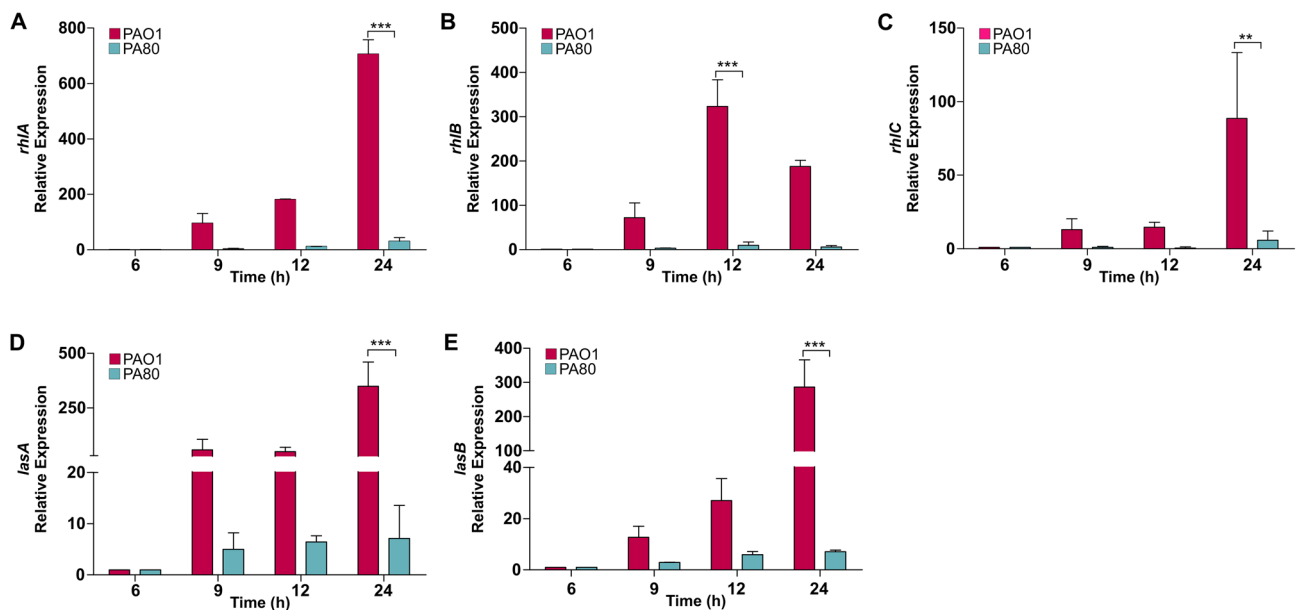 A
PAO1
PA80
***
rhlA
Relative Expression
800
600
400
200
0
6
9
12
24
Time (h)
B
PAO1
PA80
***
rhlB
Relative Expression
500
400
300
200
100
0
6
9
12
24
Time (h)
C
PAO1
PA80
**
rhlC
Relative Expression
150
100
50
0
6
9
12
24
Time (h)
D
PAO1
PA80
***
lasA
Relative Expression
500
250
20
10
5
0
6
9
12
24
Time (h)
E
PAO1
PA80
***
lasB
Relative Expression
400
300
200
100
40
20
0
6
9
12
24
Time (h)